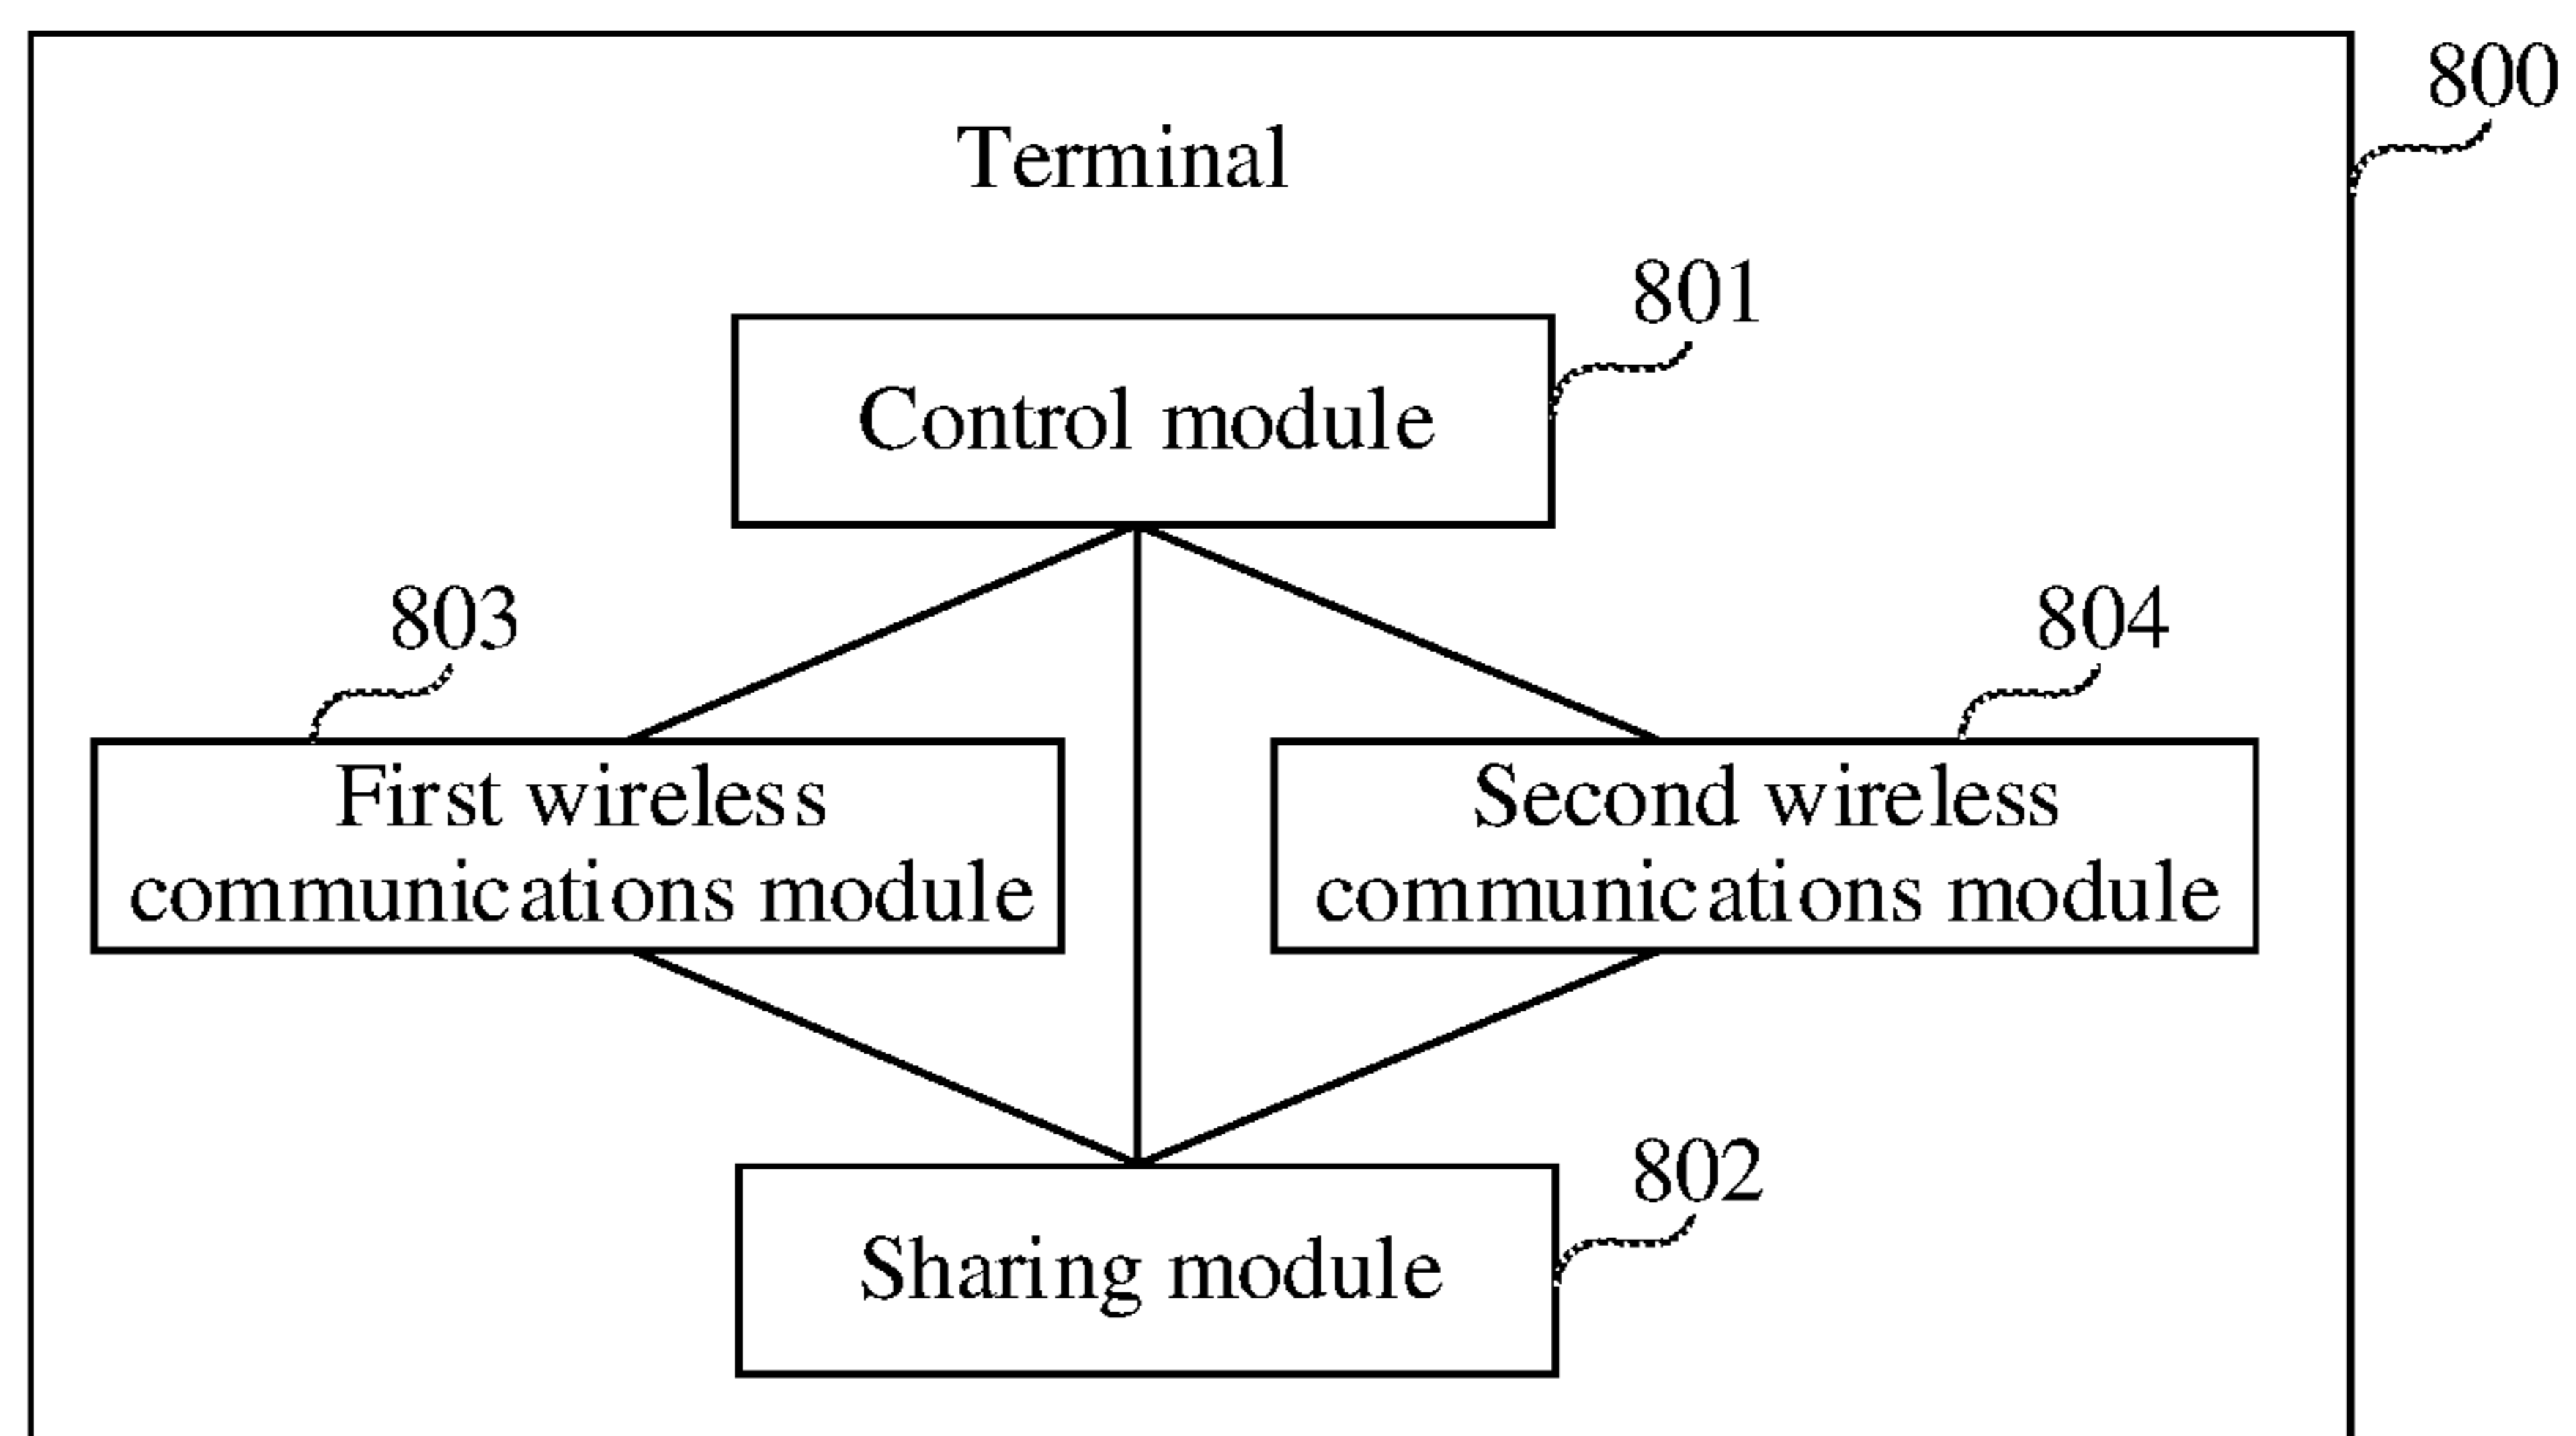 800
Terminal
801
Control module
803
804
First wireless
communications module
Second wireless
communications module
802
Sharing module